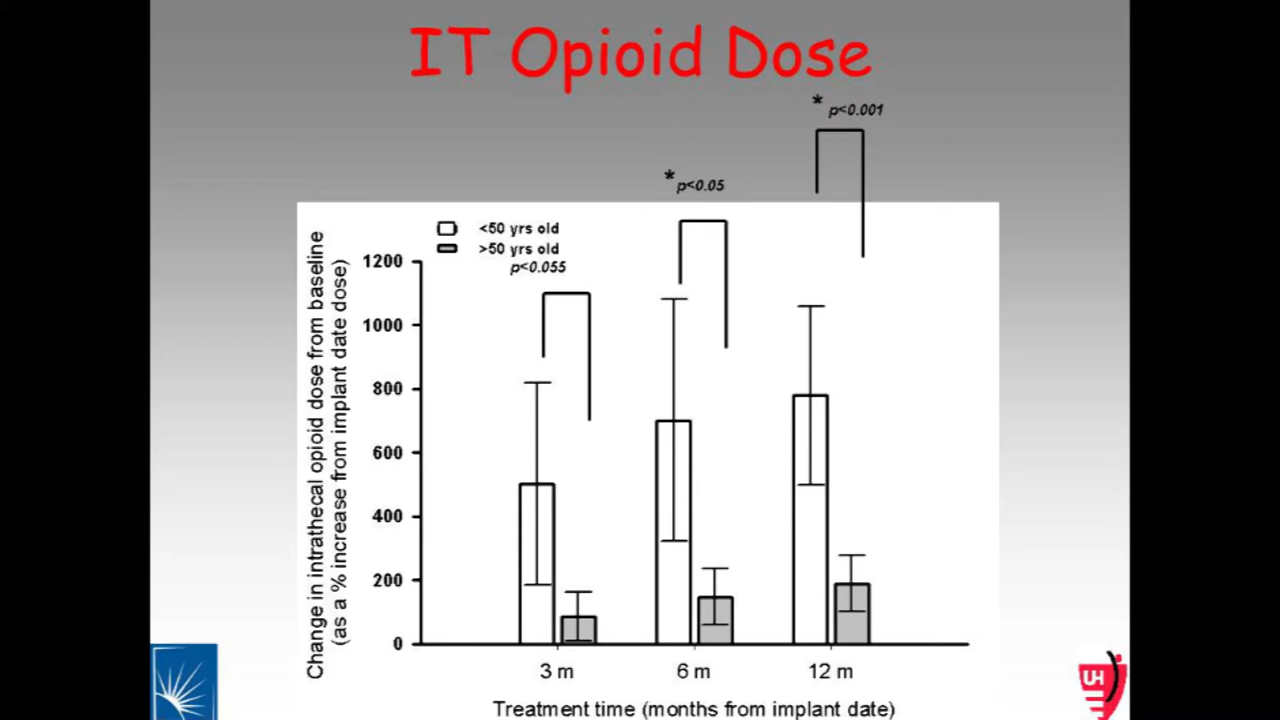 IT Opioid Dose
* p<0.001
* p<0.05
<50 yrs old
>50 yrs old
p<0.055
Change in intrathecal opioid dose from baseline
(as a % increase from implant date dose)
1200
1000
800
600
400
200
0
3 m 6 m 12 m
Treatment time (months from implant date)
UH